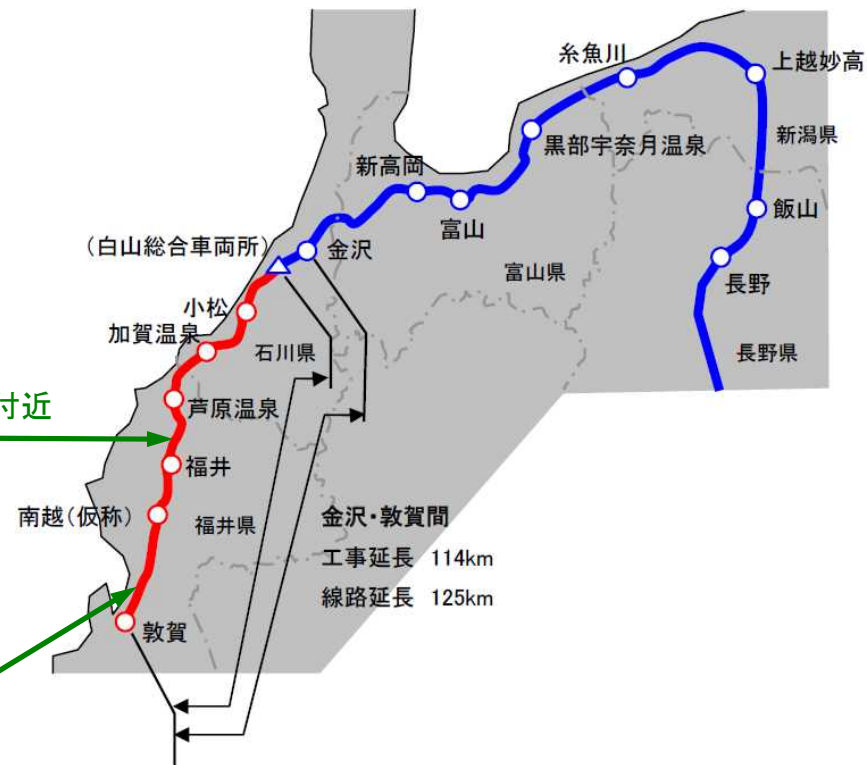 糸魚川
上越妙高
新潟県
黒部宇奈月温泉
新高岡
富山
飯山
(白山総合車両所)
金沢
富山県
長野
小松
加賀温泉
石川県
長野県
付近
芦原温泉
福井
南越(仮称)
福井県
金沢・敦賀間
工事延長 114km
線路延長 125km
敦賀